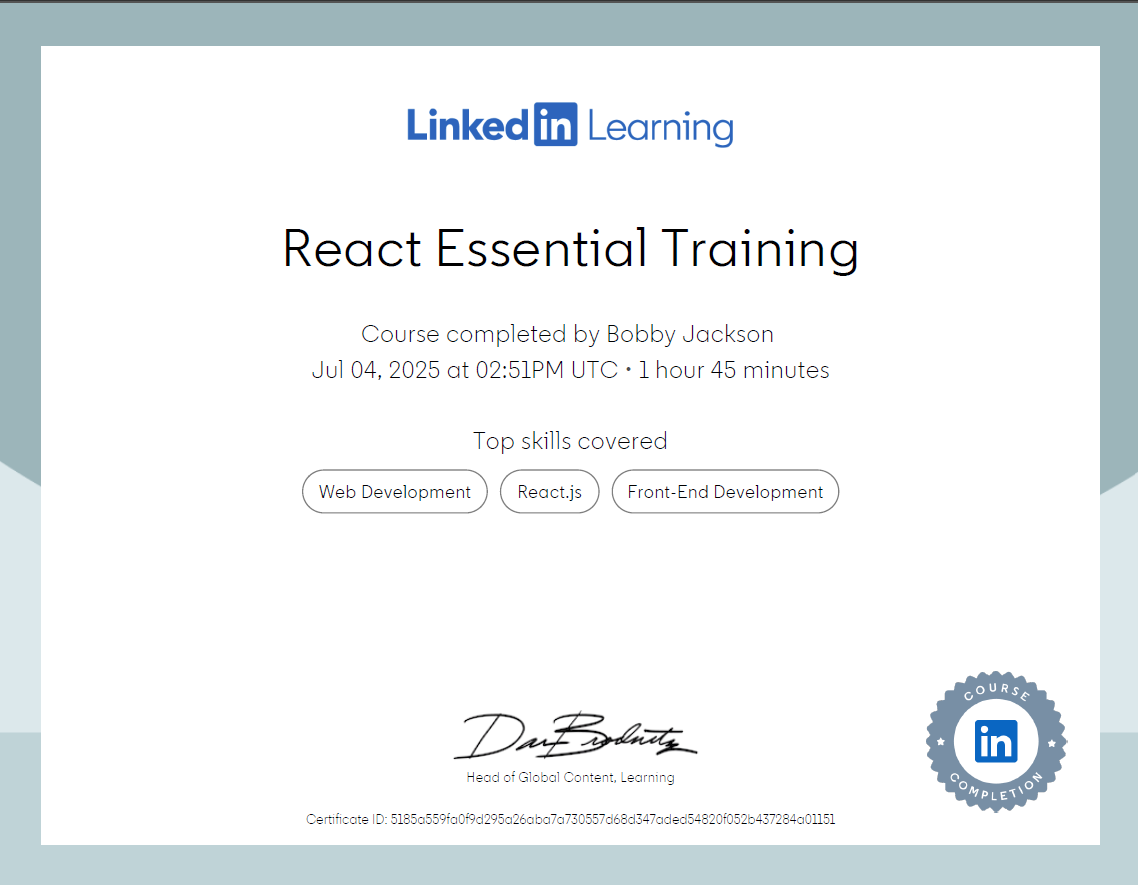 Linked in Learning
React Essential Training
Course completed by Bobby Jackson
Jul 04, 2025 at 02:51PM UTC • 1 hour 45 minutes
Top skills covered
Web Development React.js Front-End Development
Dan Brodnitz
Head of Global Content, Learning
Certificate ID: 5185a559fa0f9d295a26aba7a730557d68d347aded54820f052b437284a01151
COURSE
in
COMPLETION